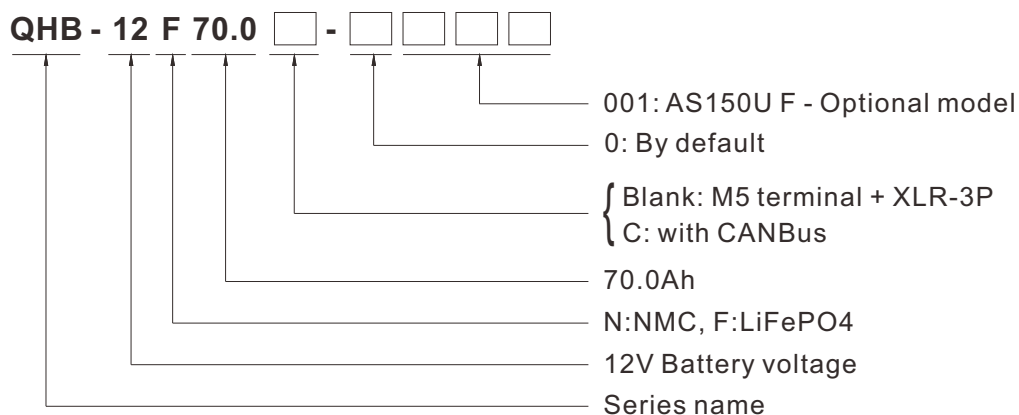 QHB - 12 F 70.0 -
001: AS150U F - Optional model
0: By default
Blank: M5 terminal + XLR-3P
C: with CANBus
70.0Ah
N:NMC, F:LiFePO4
12V Battery voltage
Series name